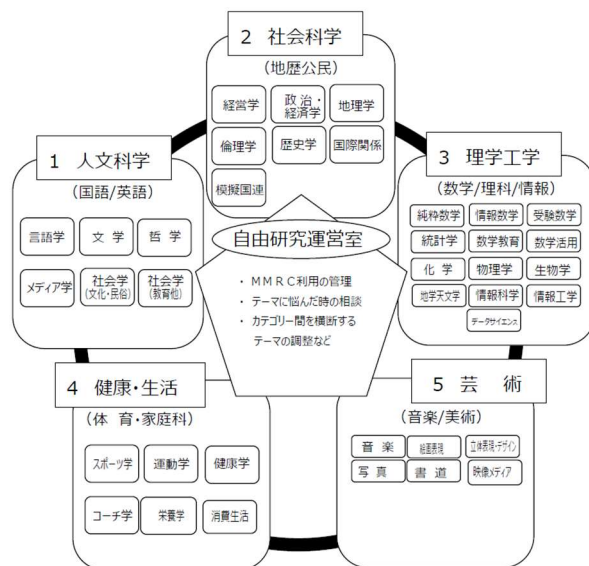 2 社会科学
(地歴公民)
経営学
政治・
経済学
地理学
倫理学
歴史学
国際関係
模擬国連
1 人文科学
(国語/英語)
言語学
文 学
哲 学
メディア学
社会学
(文化・民俗)
社会学
(教育他)
3 理学工学
(数学/理科/情報)
純粋数学
情報数学
受験数学
統計学
数学教育
数学活用
化 学
物理学
生物学
地学天文学
情報科学
情報工学
データサイエンス
自由研究運営室
・ MMRC利用の管理
・ テーマに悩んだ時の相談
・ カテゴリー間を横断する
テーマの調整など
4 健康・生活
(体 育・家庭科)
スポーツ学
運動学
健康学
コーチ学
栄養学
消費生活
5 芸 術
(音楽/美術)
音 楽
絵画表現
立体表現・デザイン
写 真
書 道
映像メディア